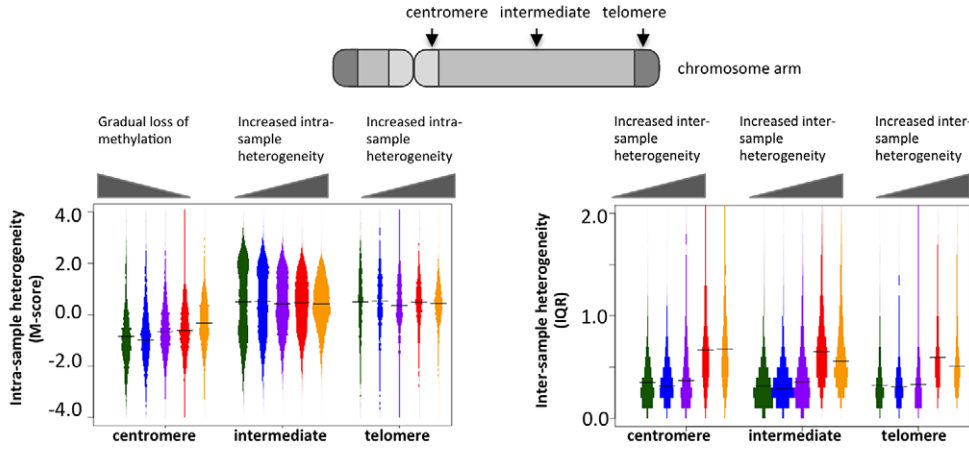 centromere intermediate telomere
chromosome arm
Gradual loss of
methylation
Increased intra-
sample
heterogeneity
Increased intra-
sample
heterogeneity
Increased inter-
sample
heterogeneity
Increased inter-
sample
heterogeneity
Increased inter-
sample
heterogeneity
Intra-sample heterogeneity
(M-score)
4.0
2.0
0.0
-2.0
-4.0
centromere intermediate telomere
Inter-sample heterogeneity
(IQR)
2.0
1.0
0.0
centromere intermediate telomere